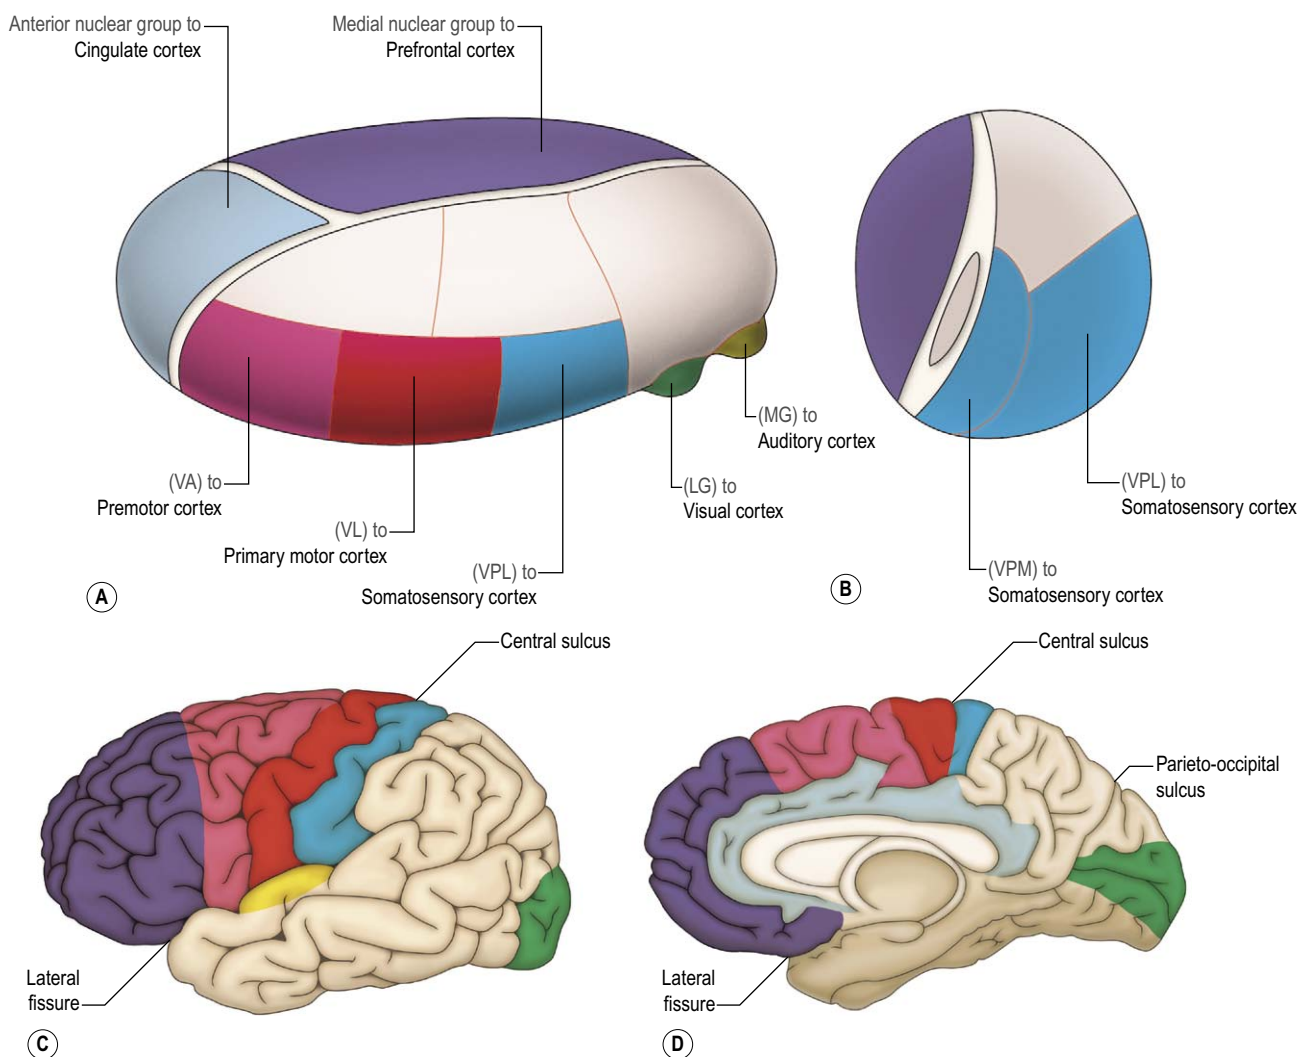 Anterior nuclear group to
Cingulate cortex
Medial nuclear group to
Prefrontal cortex
(MG) to
Auditory cortex
(LG) to
Visual cortex
(VA) to
Premotor cortex
(VL) to
Primary motor cortex
(VPL) to
Somatosensory cortex
A
(VPL) to
Somatosensory cortex
(VPM) to
Somatosensory cortex
B
Central sulcus
Lateral
fissure
C
Central sulcus
Parieto-occipital
sulcus
Lateral
fissure
D